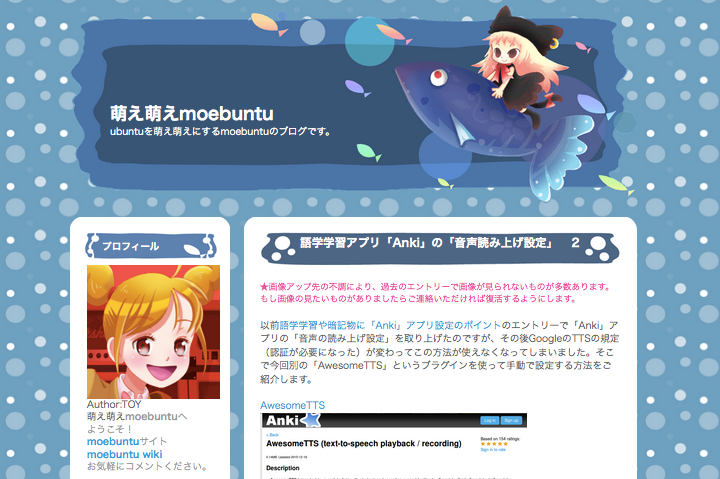 萌え萌えmoebuntu
ubuntuを萌え萌えにするmoebuntuのブログです。
プロフィール
Author:TOY
萌え萌えmoebuntuへ
ようこそ！
moebuntuサイト
moebuntu wiki
お気軽にコメントください。
語学学習アプリ「Anki」の「音声読み上げ設定」　2
★画像アップ先の不調により、過去のエントリーで画像が見られないものが多数あります。
もし画像の見たいものがありましたらご連絡いただければ復活するようにします。
以前語学学習や暗記物に「Anki」アプリ設定のポイントのエントリーで「Anki」ア
プリの「音声の読み上げ設定」を取り上げたのですが、その後GoogleのTTSの規定
（認証が必要になった）が変わってこの方法が使えなくなってしまいました。そこ
で今回別の「AwesomeTTS」というプラグインを使って手動で設定する方法をご
紹介します。
AwesomeTTS
Anki
Log in Sign up
< Back
AwesomeTTS (text-to-speech playback / recording)
Based on 154 ratings:
★★★★★
Sign in to rate
Description